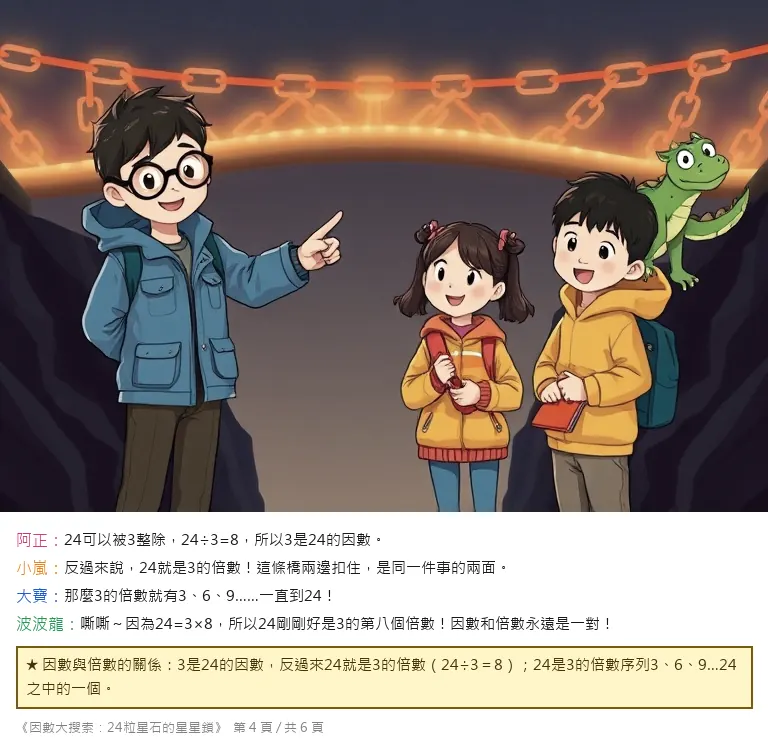 阿正：24可以被3整除，24÷3=8，所以3是24的因數。
小嵐：反過來說，24就是3的倍數！這條橋兩邊扣住，是同一件事的兩面。
大寶：那麼3的倍數就有3、6、9……一直到24！
波波龍：嘶嘶～因為24=3×8，所以24剛剛好是3的第八個倍數！因數和倍數永遠是一對！
★ 因數與倍數的關係：3是24的因數，反過來24就是3的倍數（24÷3＝8）；24是3的倍數序列3、6、9…24
之中的一個。
《因數大搜索：24粒星石的星星鎖》 第 4 頁 / 共 6 頁